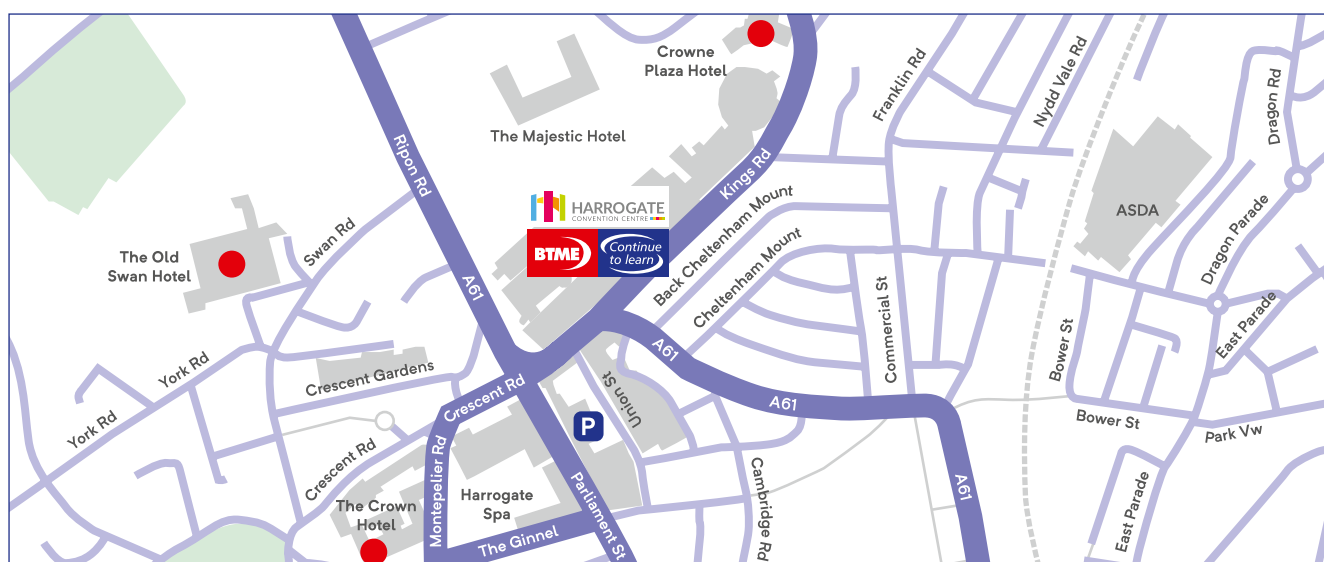 Crowne
Plaza Hotel
The Majestic Hotel
Ripon Rd
Kings Rd
Franklin Rd
Nydd Vale Rd
Dragon Rd
HARROGATE
CONVENTION CENTRE
BTME
Continue
to learn
ASDA
The Old
Swan Hotel
Swan Rd
A61
Back Cheltenham Mount
Cheltenham Mount
Commercial St
Dragon Parade
East Parade
Bower St
York Rd
York Rd
Crescent Gardens
Crescent Rd
Crescent Rd
A61
A61
Union St
P
Bower St
Park Vw
Montepelier Rd
The Crown
Hotel
Harrogate
Spa
The Ginnel
Parliament St
Cambridge Rd
A61
East Parade